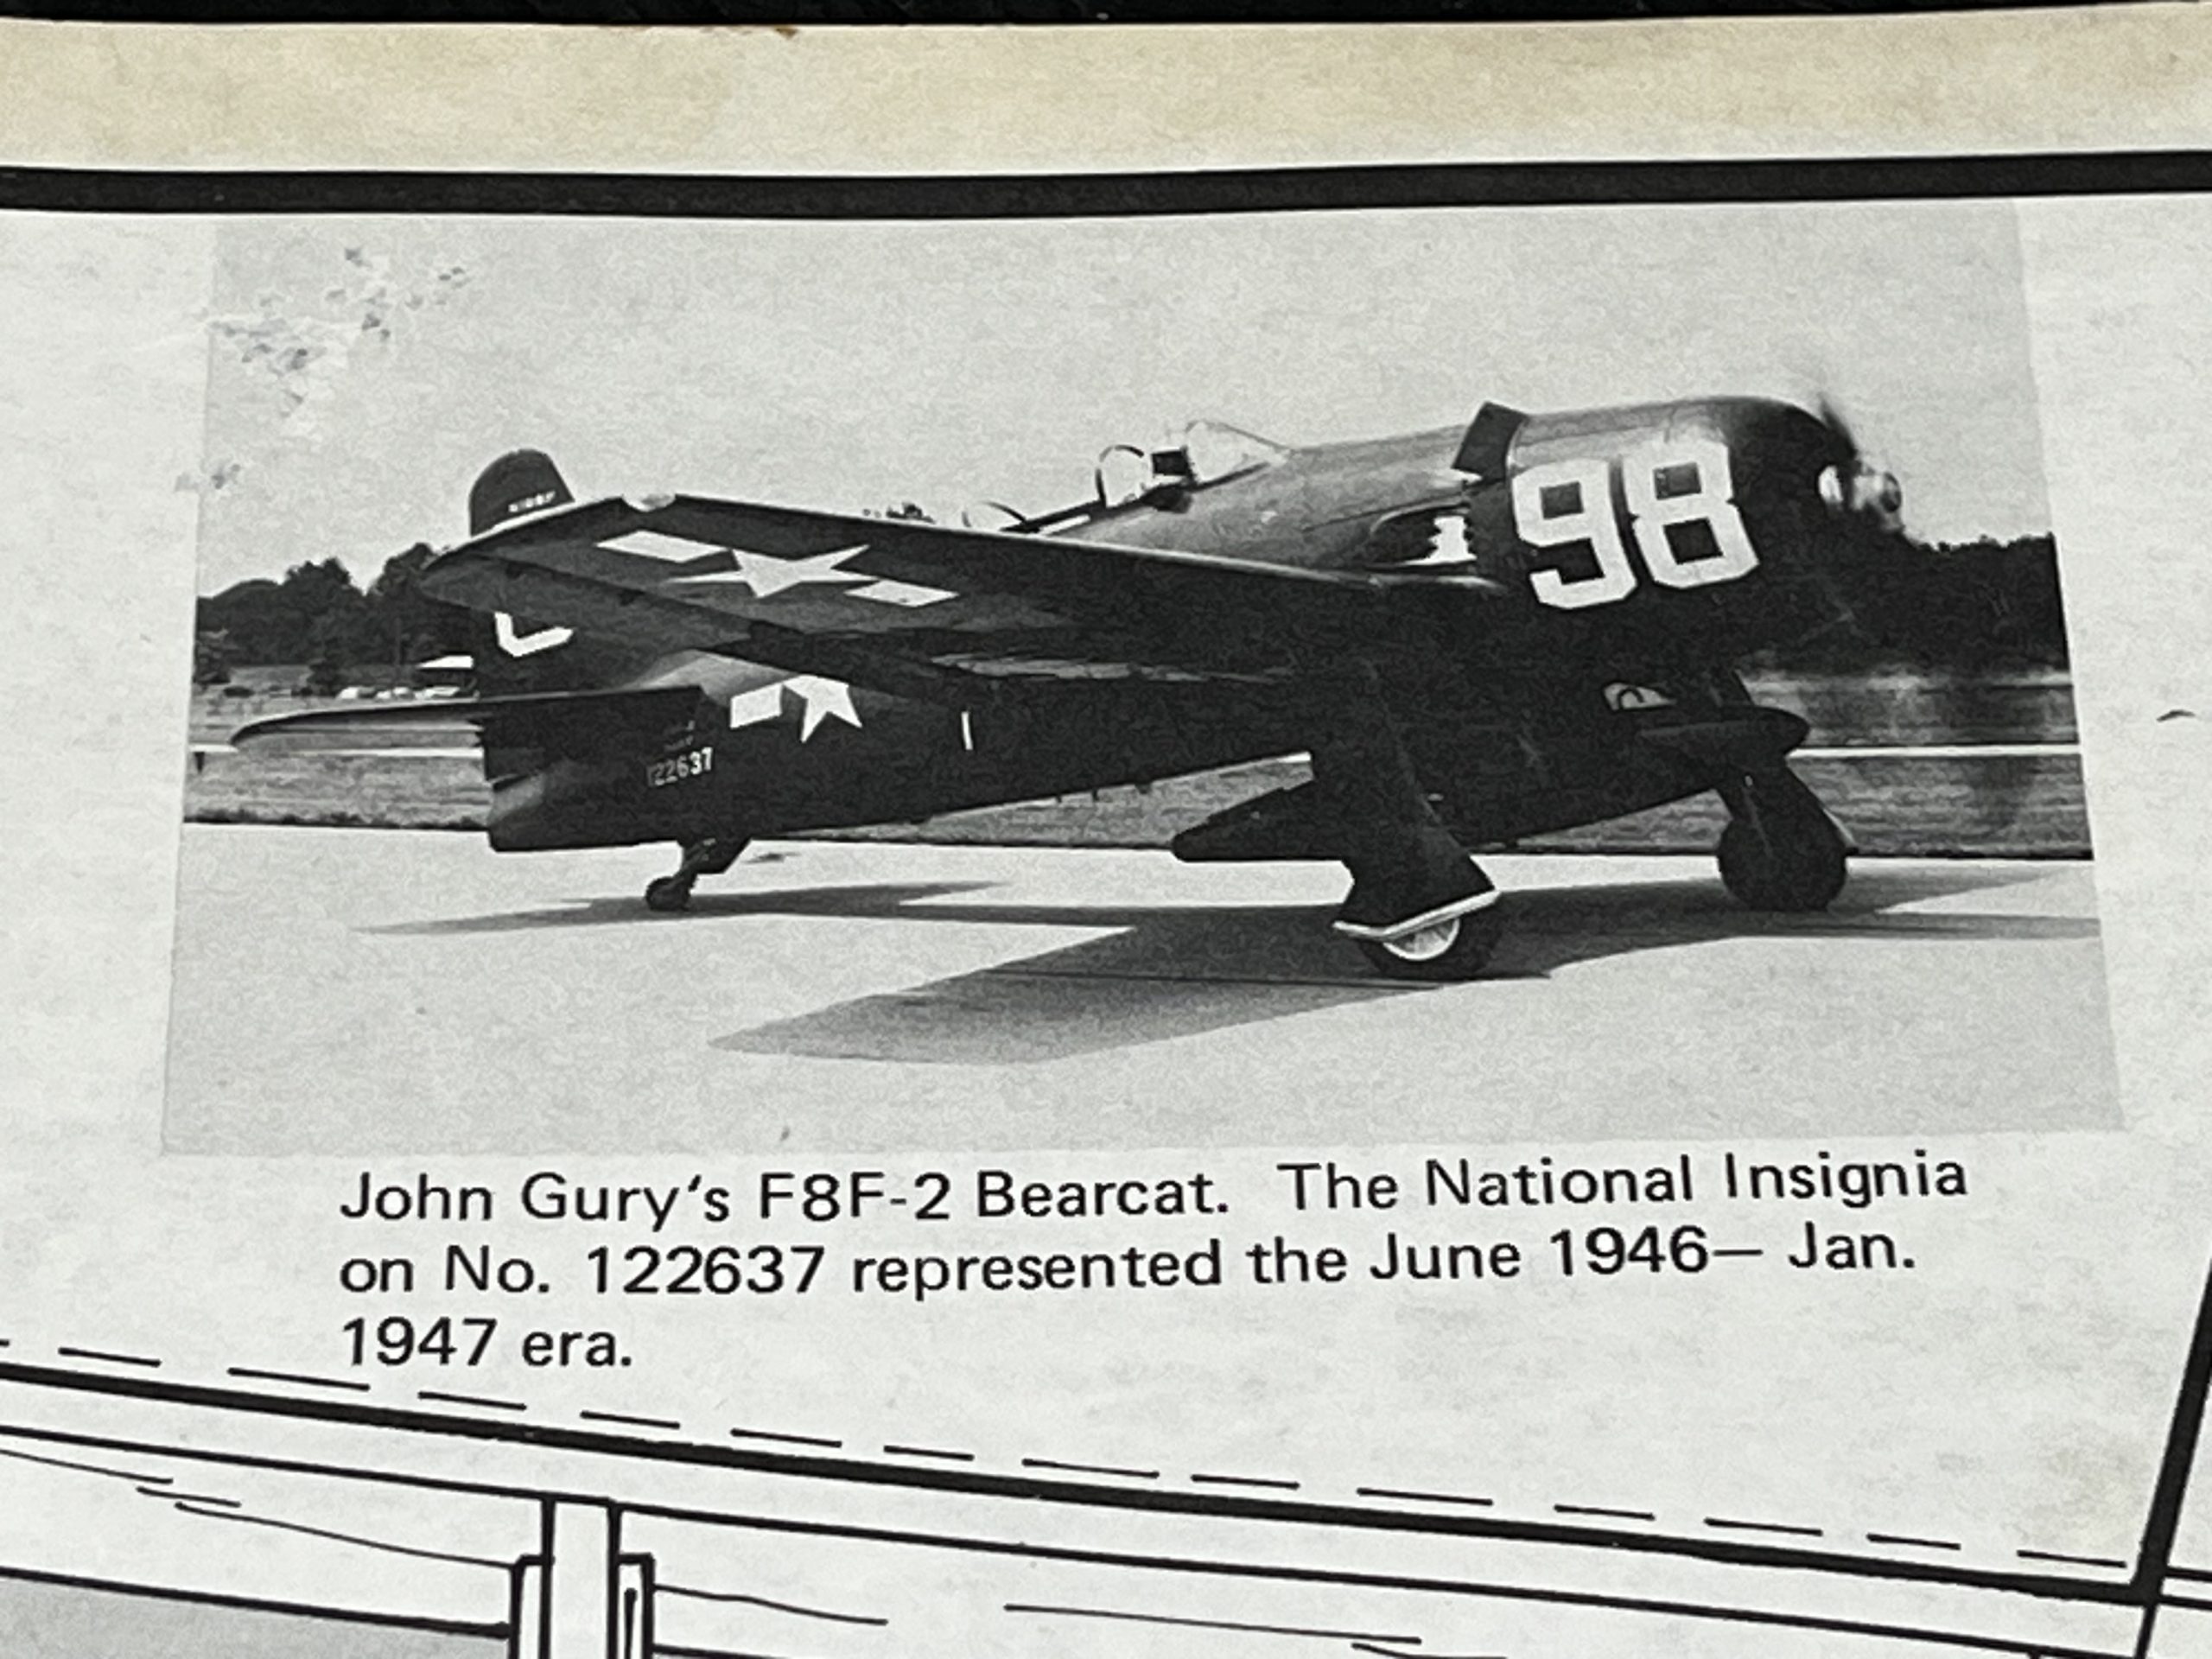 98
122637
John Gury's F8F-2 Bearcat. The National Insignia
on No. 122637 represented the June 1946— Jan.
1947 era.